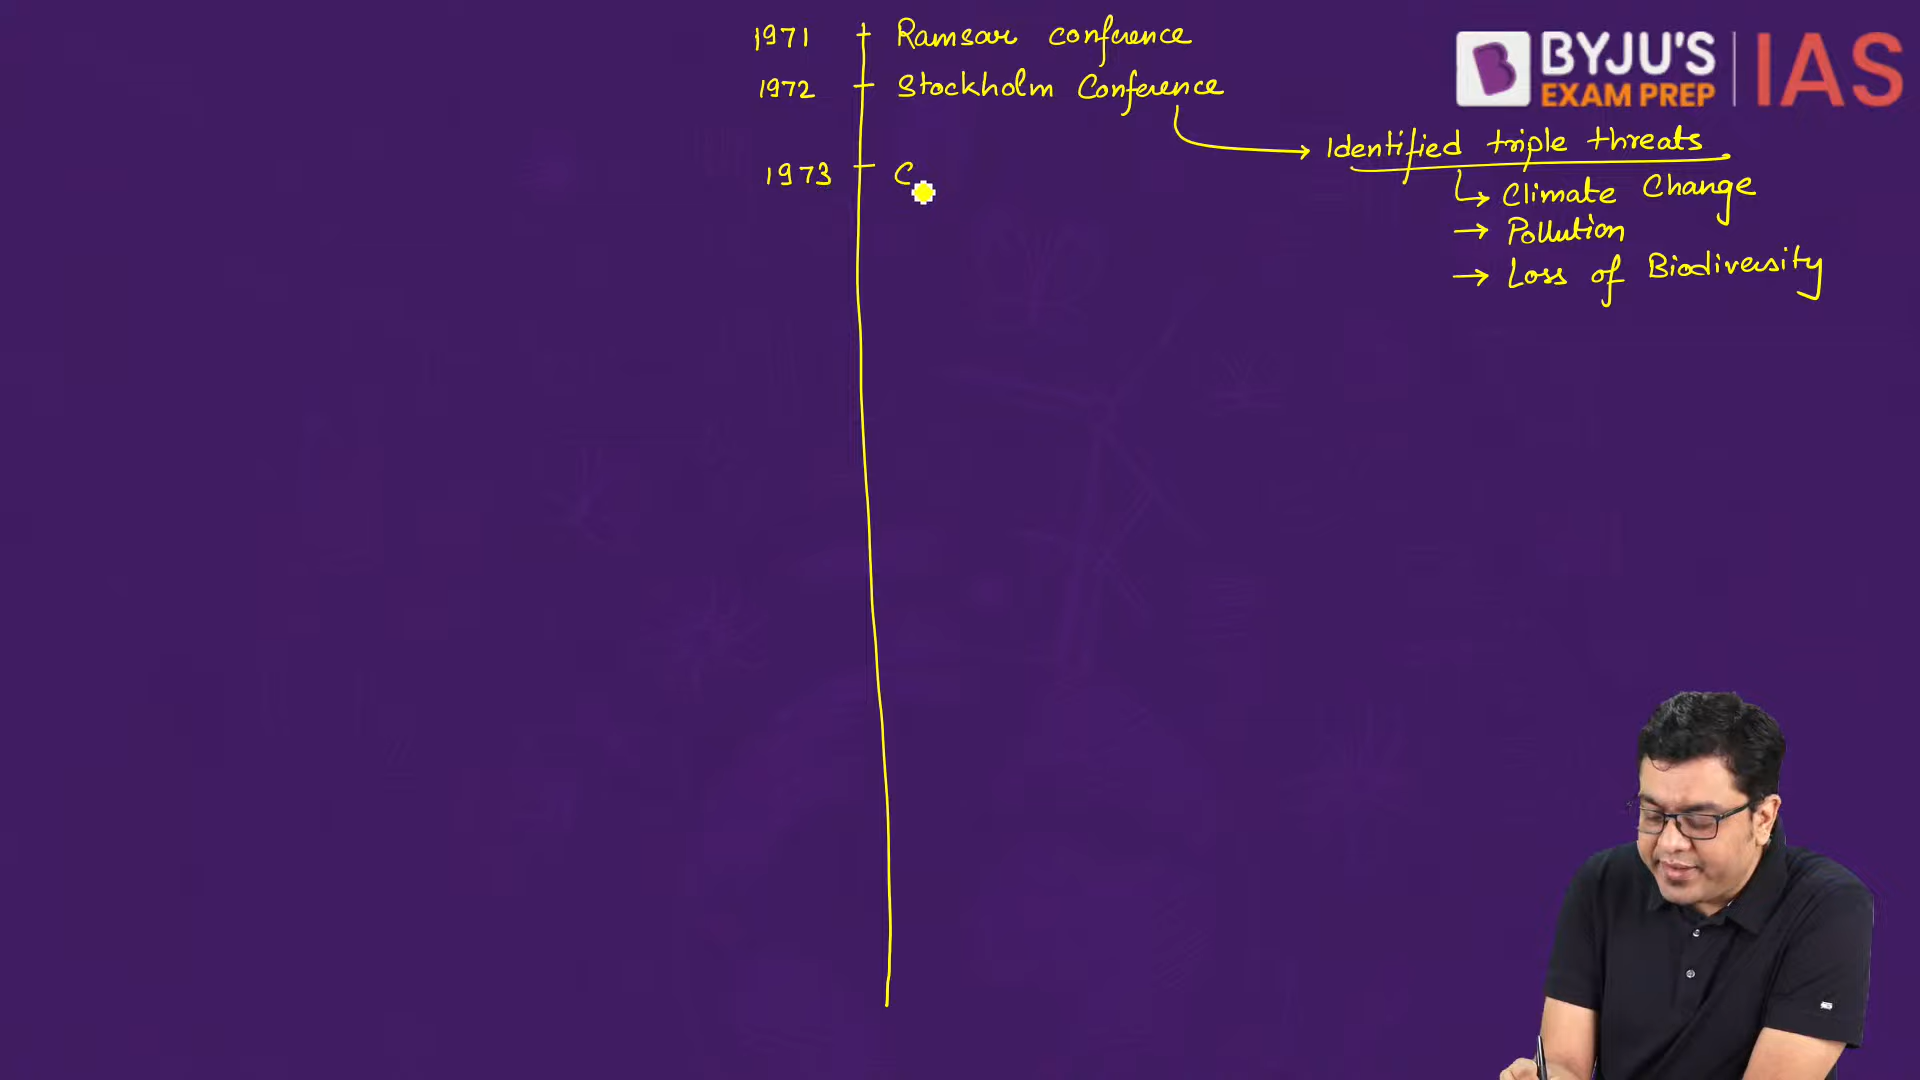 1971 Ramsar conference
1972 Stockholm Conference
Identified triple threats
1973 C
Climate Change
Pollution
Loss of Biodiversity
BYJU'S
EXAM PREP
IAS